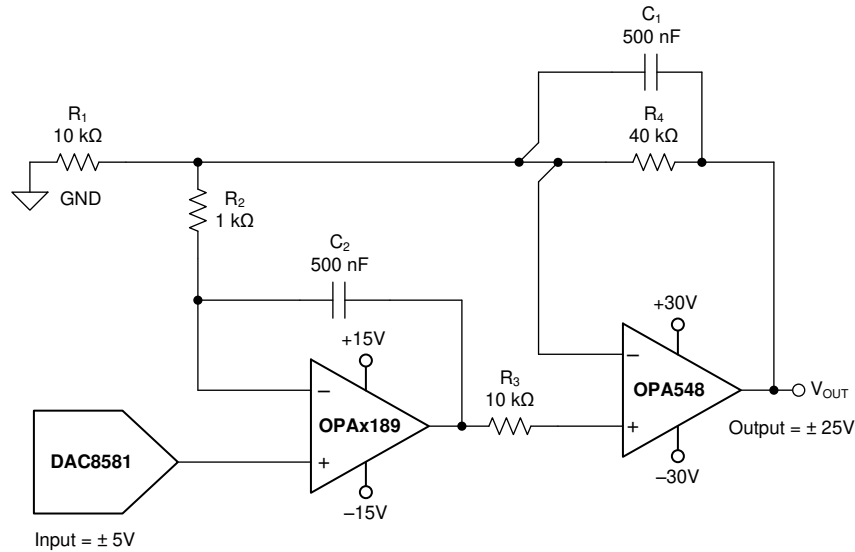 C1
500 nF
R1
10 kΩ
R4
40 kΩ
GND
R2
1 kΩ
C2
500 nF
+15V
+30V
R3
10 kΩ
−
OPAx189
+
−
OPA548
+
VOUT
Output = ± 25V
DAC8581
−15V
−30V
Input = ± 5V